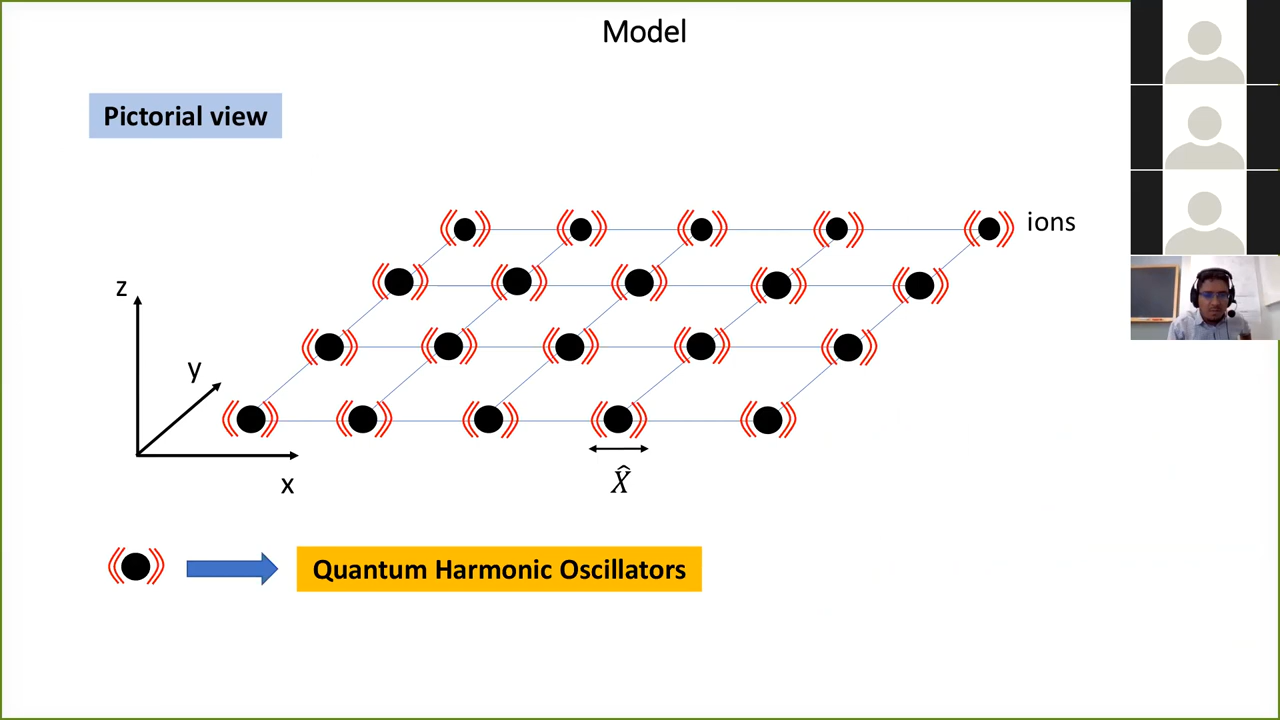 Model
Pictorial view
ions
z
y
x
X̂
Quantum Harmonic Oscillators